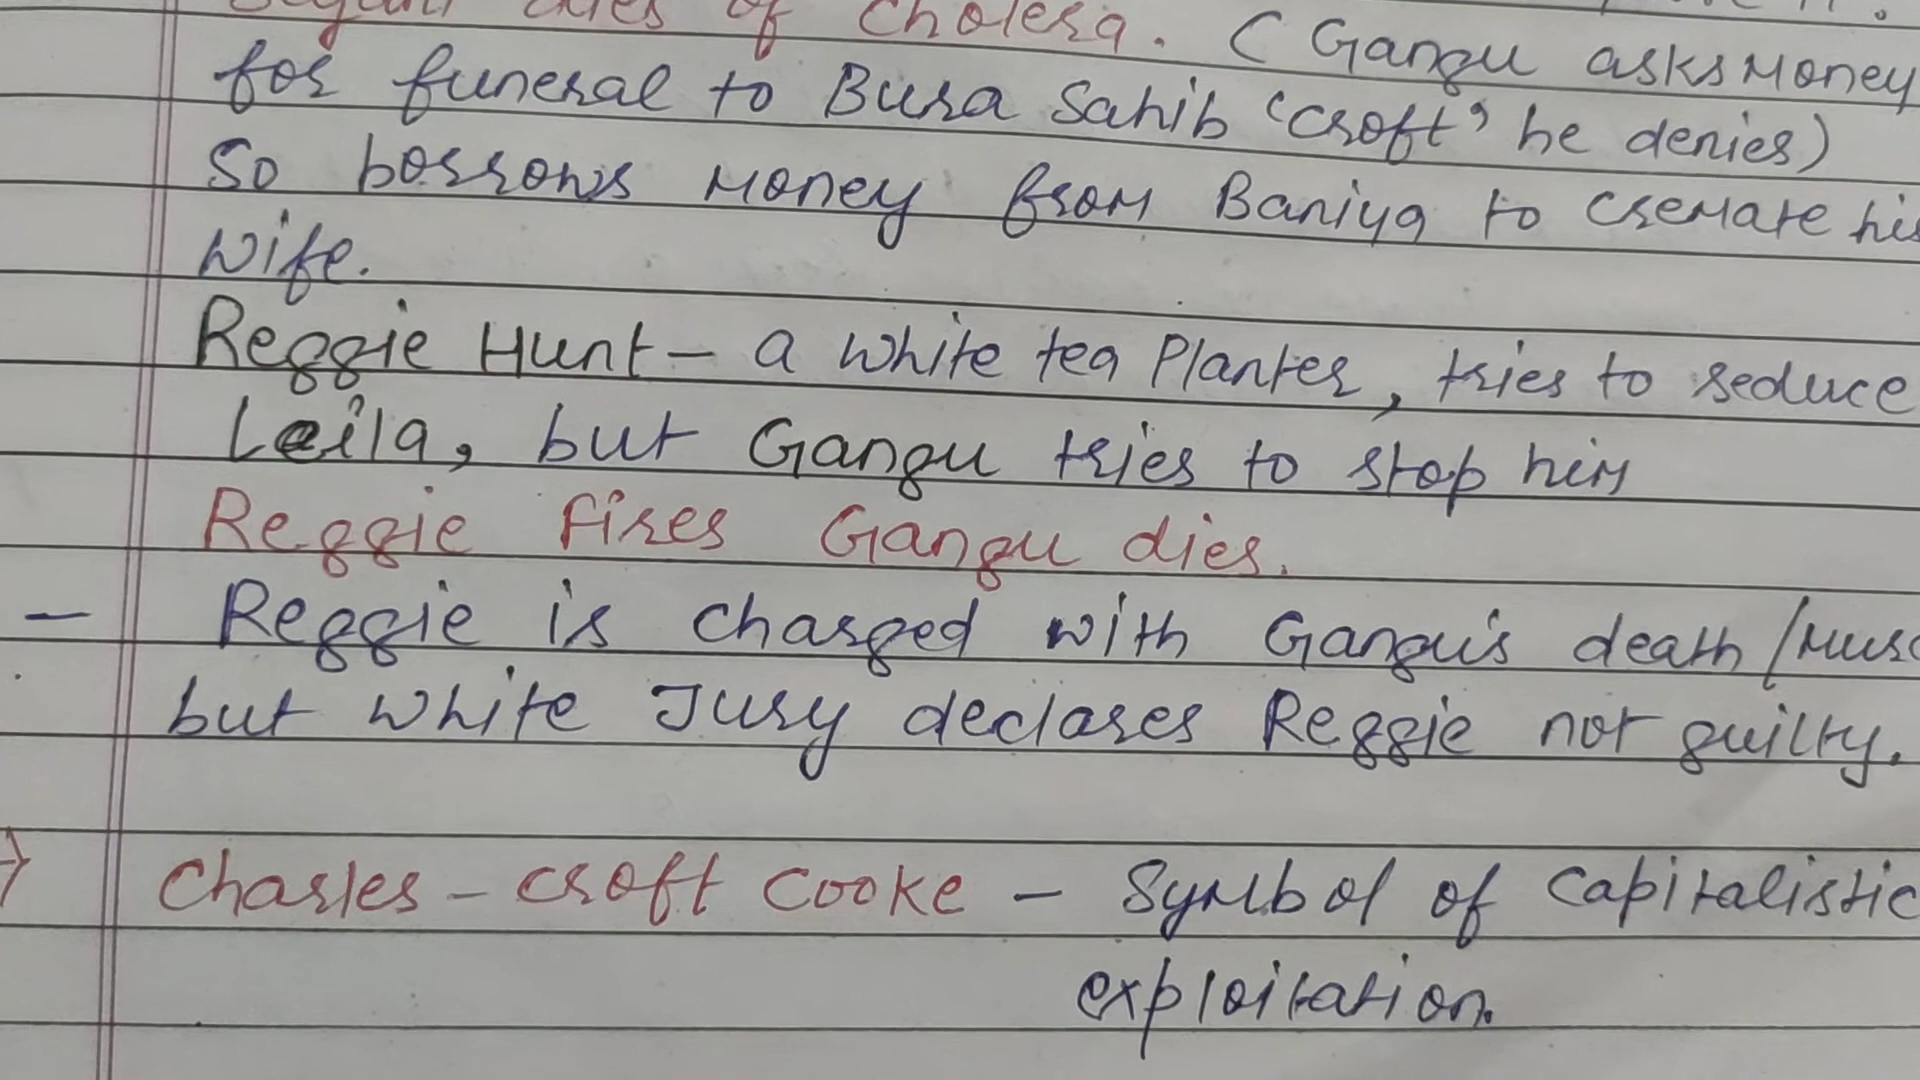 dies of Cholera. ( Gangu asks Money
for funeral to Bura Sahib 'Croft' he denies)
So borrows Money from Baniya to cremate his
wife.
Reggie Hunt - a white tea Planter, tries to seduce
Leila, but Gangu tries to stop him
Reggie fires Gangu dies.
- Reggie is charged with Gangu's death /
but white Jury declares Reggie not guilty.
→ Charles - Croft Cooke - Symbol of Capitalistic
exploitation.